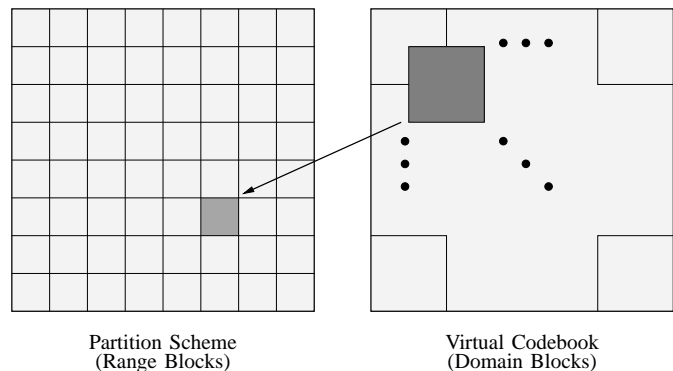 Partition Scheme
(Range Blocks)
Virtual Codebook
(Domain Blocks)